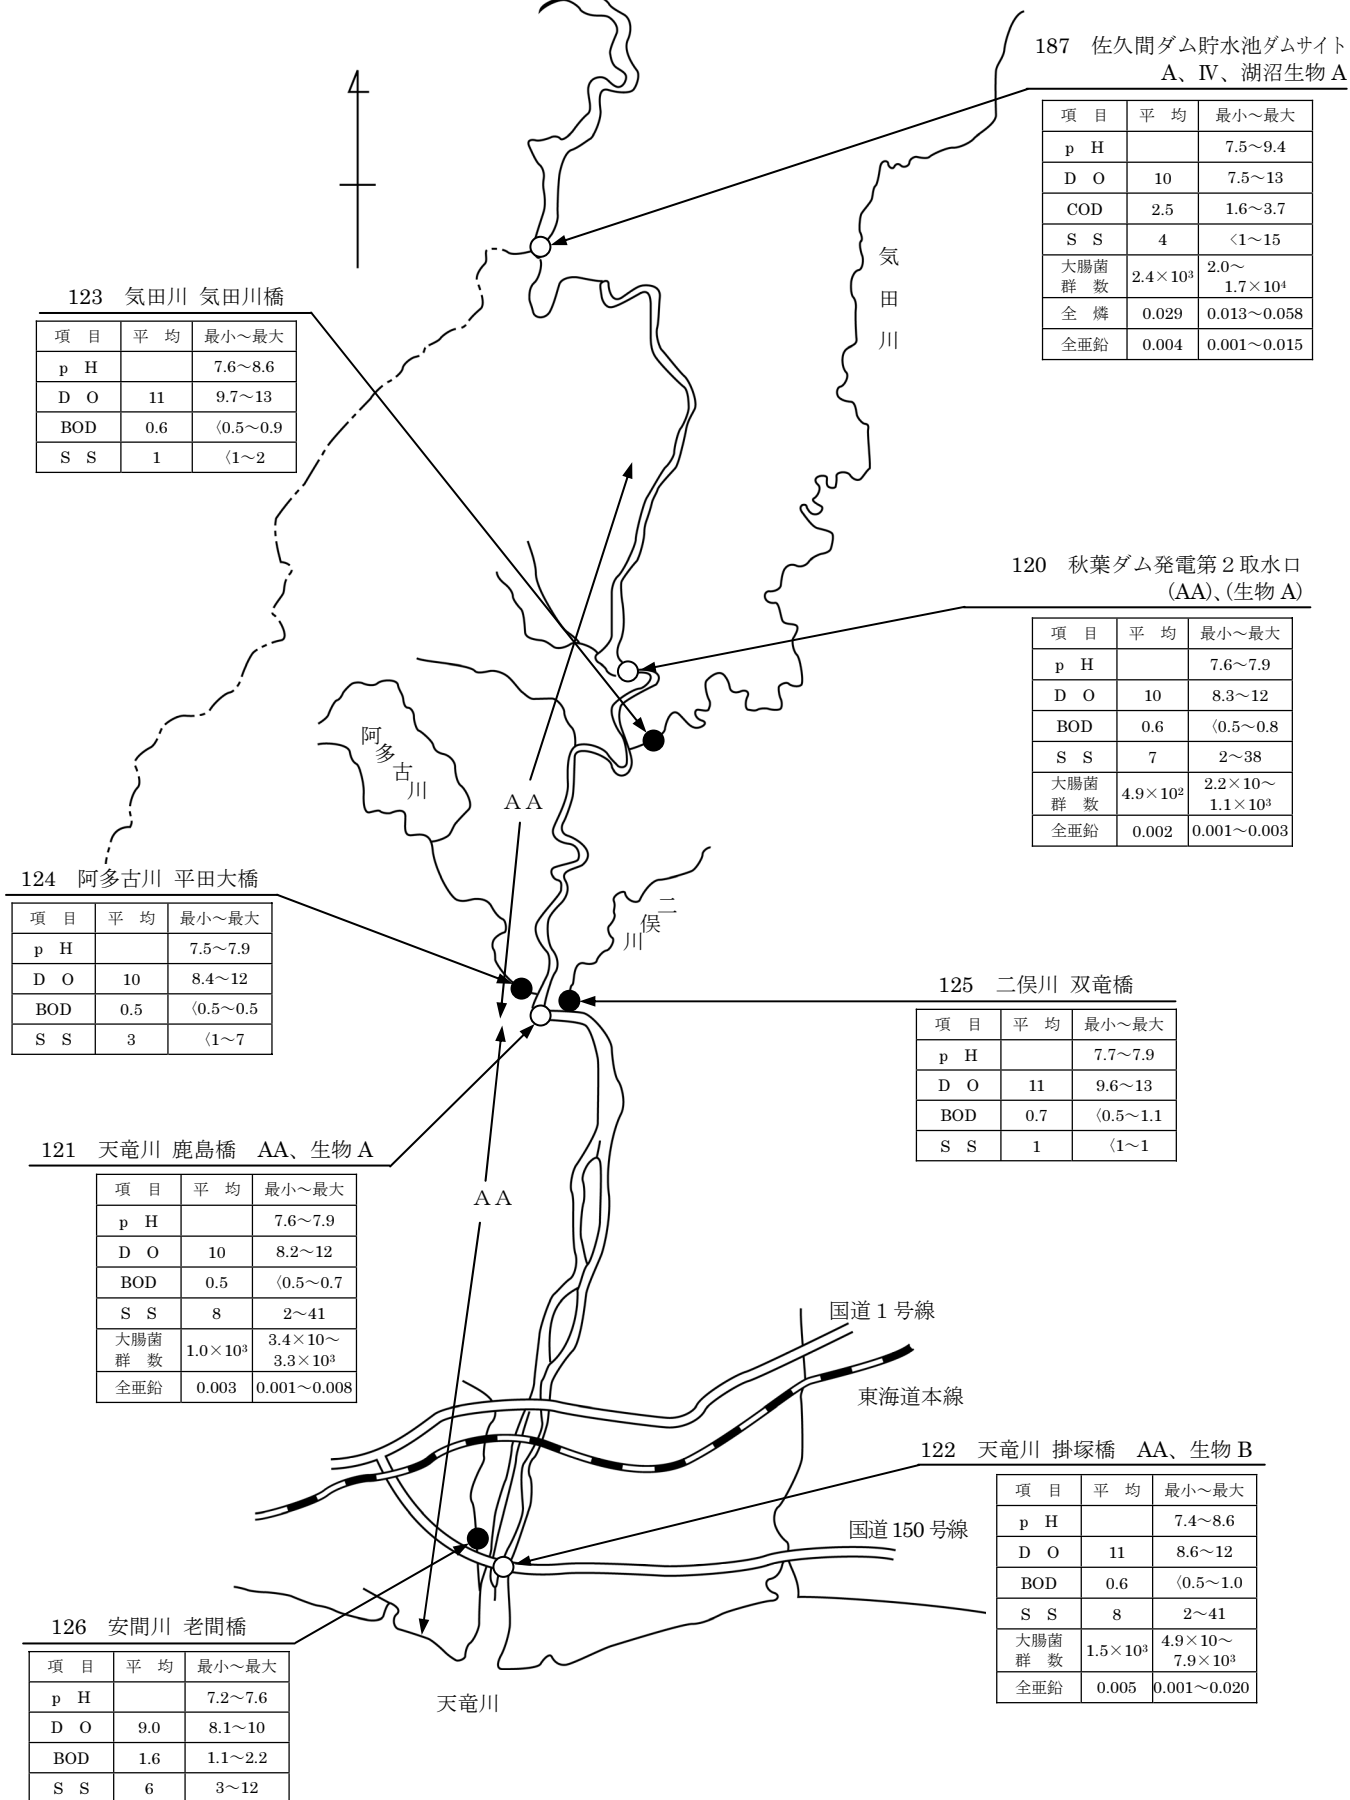 187 佐久間ダム貯水池ダムサイト
A、Ⅳ、湖沼生物 A
項 目 平 均 最小～最大
p H 7.5～9.4
D O 10 7.5～13
COD 2.5 1.6～3.7
S S 4 <1～15
大腸菌群 数 2.4×10³ 2.0～1.7×10⁴
全 燐 0.029 0.013～0.058
全亜鉛 0.004 0.001～0.015
気田川
123 気田川 気田川橋
項 目 平 均 最小～最大
p H 7.6～8.6
D O 11 9.7～13
BOD 0.6 〈0.5～0.9
S S 1 〈1～2
120 秋葉ダム発電第２取水口
(AA)、(生物 A)
項 目 平 均 最小～最大
p H 7.6～7.9
D O 10 8.3～12
BOD 0.6 〈0.5～0.8
S S 7 2～38
大腸菌群 数 4.9×10² 2.2×10～1.1×10³
全亜鉛 0.002 0.001～0.003
阿多古川
ＡＡ
124 阿多古川 平田大橋
項 目 平 均 最小～最大
p H 7.5～7.9
D O 10 8.4～12
BOD 0.5 〈0.5～0.5
S S 3 〈1～7
二俣川
125 二俣川 双竜橋
項 目 平 均 最小～最大
p H 7.7～7.9
D O 11 9.6～13
BOD 0.7 〈0.5～1.1
S S 1 〈1～1
121 天竜川 鹿島橋 AA、生物 A
項 目 平 均 最小～最大
p H 7.6～7.9
D O 10 8.2～12
BOD 0.5 〈0.5～0.7
S S 8 2～41
大腸菌群 数 1.0×10³ 3.4×10～3.3×10³
全亜鉛 0.003 0.001～0.008
ＡＡ
国道 1 号線
東海道本線
122 天竜川 掛塚橋 AA、生物 B
項 目 平 均 最小～最大
p H 7.4～8.6
D O 11 8.6～12
BOD 0.6 〈0.5～1.0
S S 8 2～41
大腸菌群 数 1.5×10³ 4.9×10～7.9×10³
全亜鉛 0.005 0.001～0.020
国道 150 号線
126 安間川 老間橋
項 目 平 均 最小～最大
p H 7.2～7.6
D O 9.0 8.1～10
BOD 1.6 1.1～2.2
S S 6 3～12
天竜川